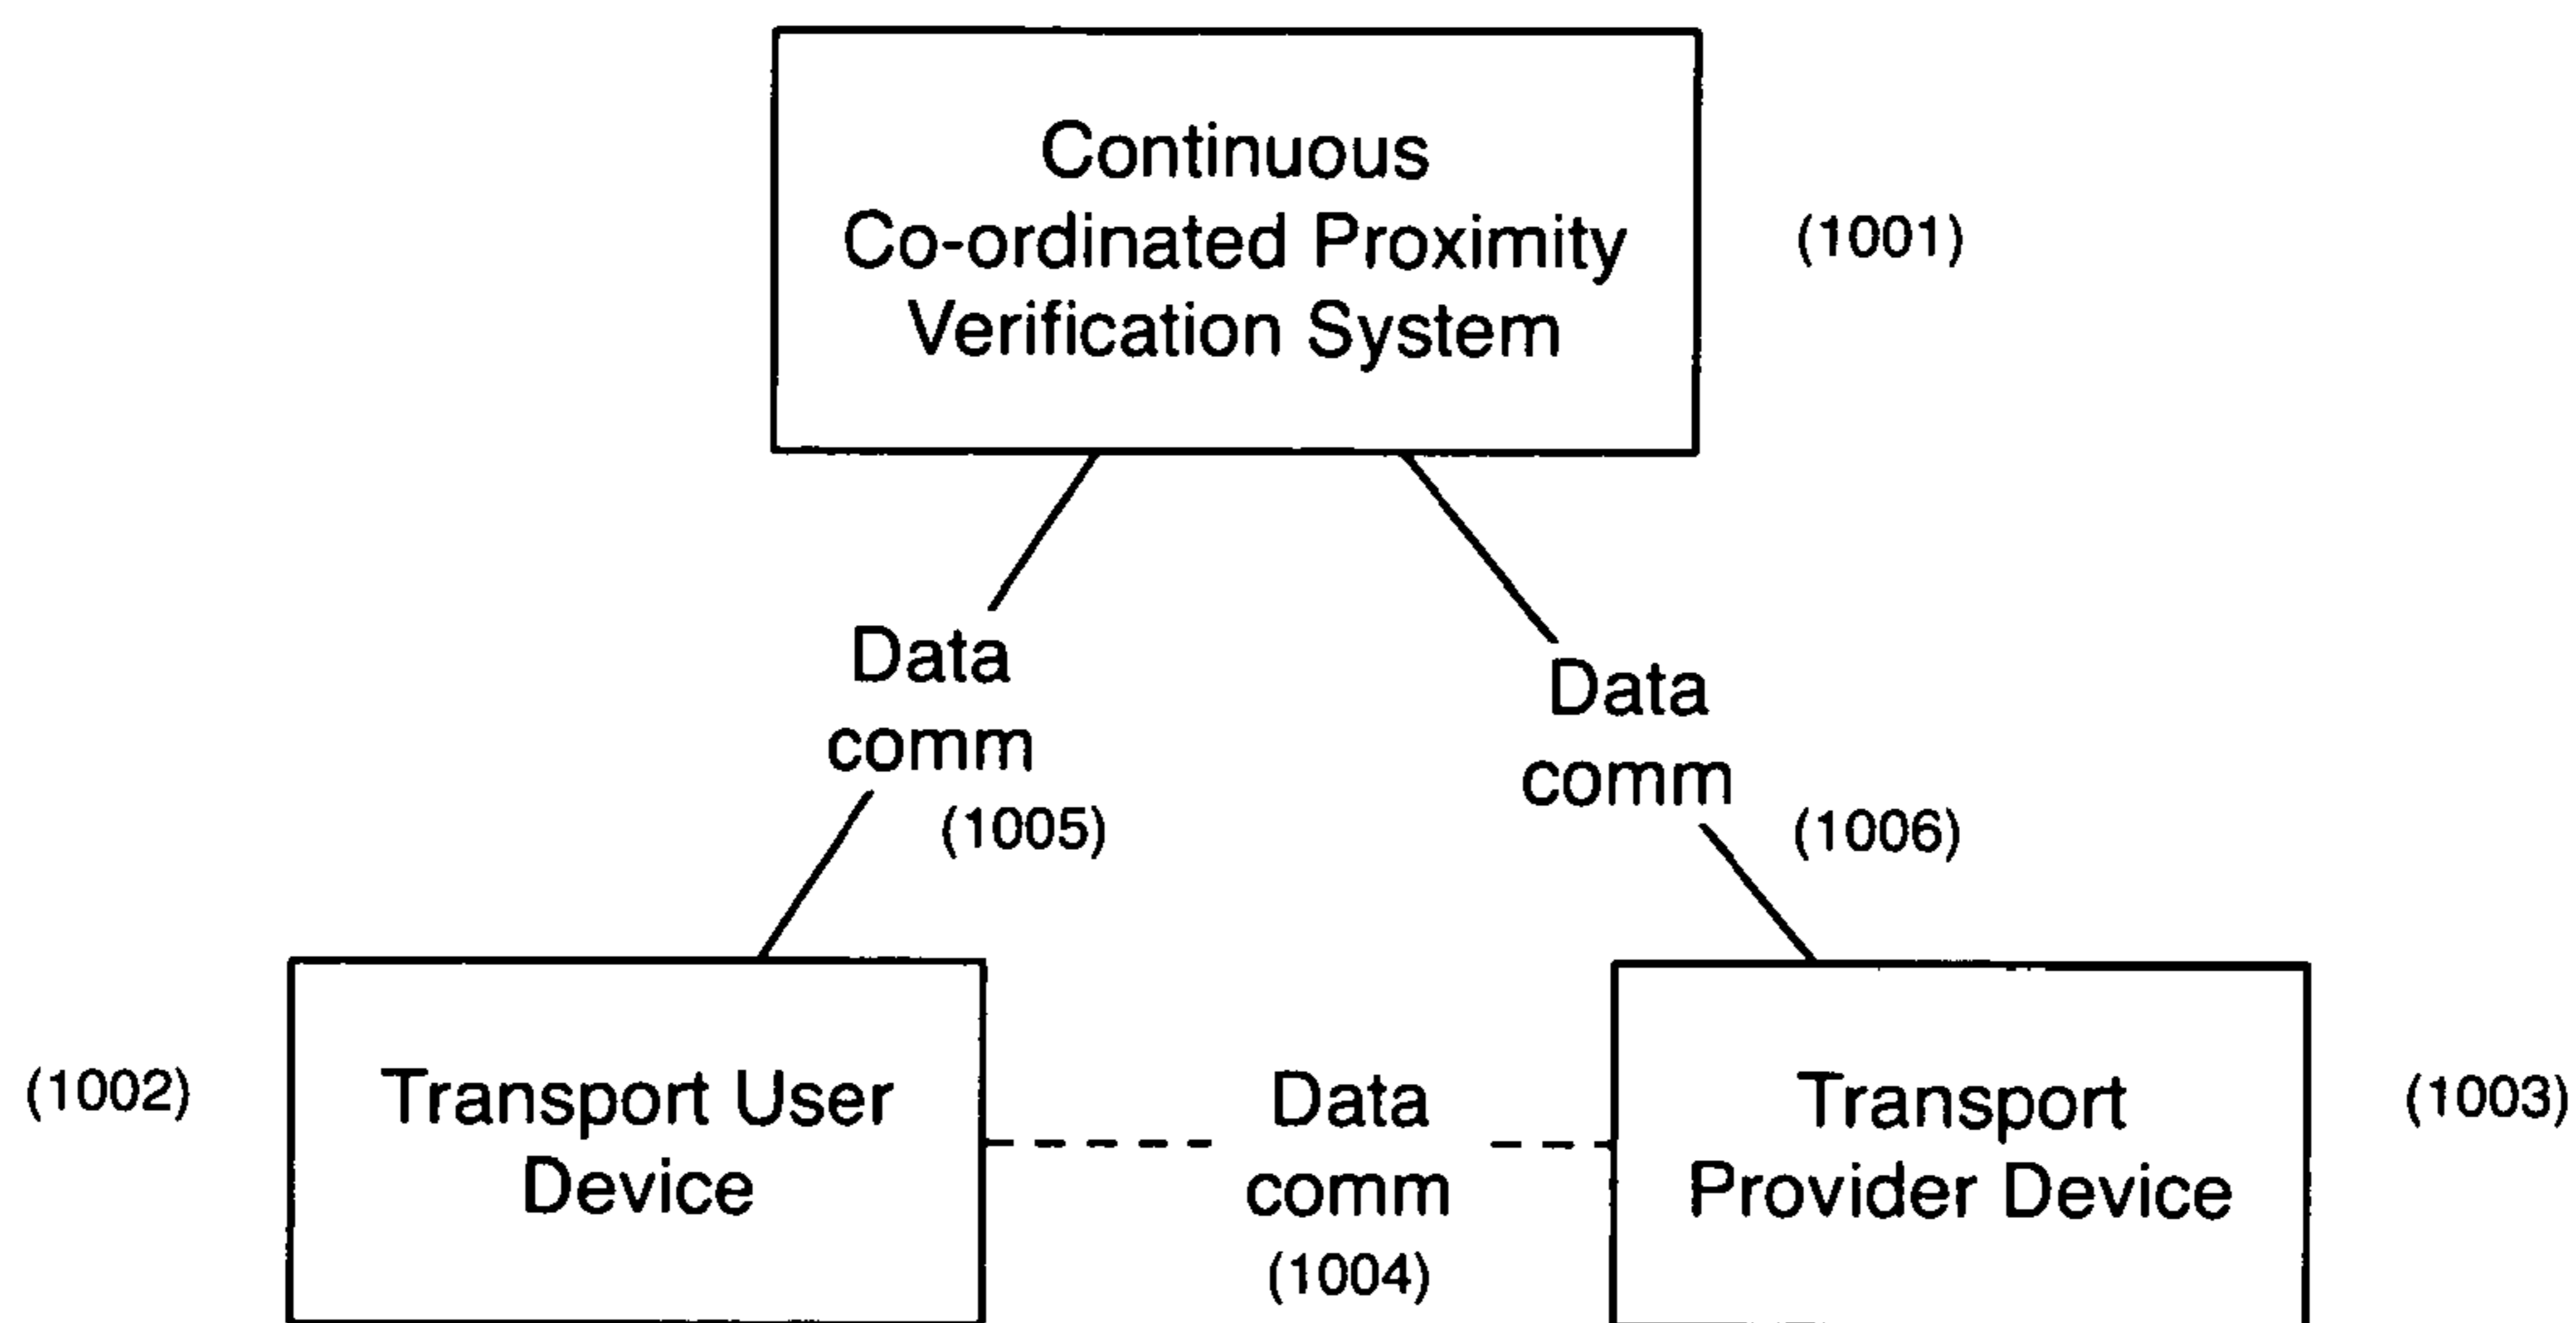 Continuous
Co-ordinated Proximity
Verification System
(1001)
Data
comm
(1005)
Data
comm
(1006)
(1002)
Transport User
Device
Data
comm
(1004)
Transport
Provider Device
(1003)